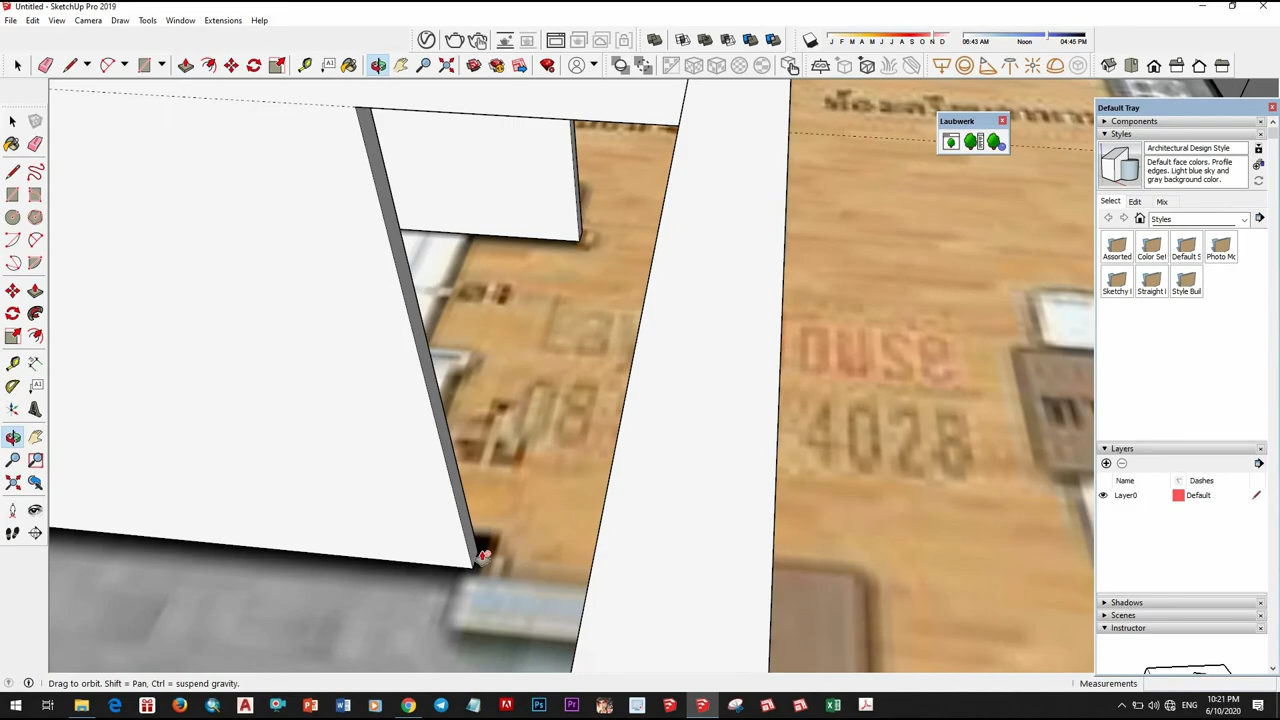 Untitled - SketchUp Pro 2019
File Edit View Camera Draw Tools Window Extensions Help
J F M A M J J A S O N D
06:43 AM Noon 04:45 PM
Laubwerk
Default Tray
Components
Styles
Architectural Design Style
Default face colors. Profile
edges. Light blue sky and
gray background color.
Select Edit Mix
Styles
Assorted Color Set Default S Photo Mo
Sketchy I Straight I Style Buil
ouse
08
4028
Layers
Name Dashes
Layer0 Default
Shadows
Scenes
Instructor
Drag to orbit. Shift = Pan, Ctrl = suspend gravity.
Measurements
10:21 PM
6/10/2020